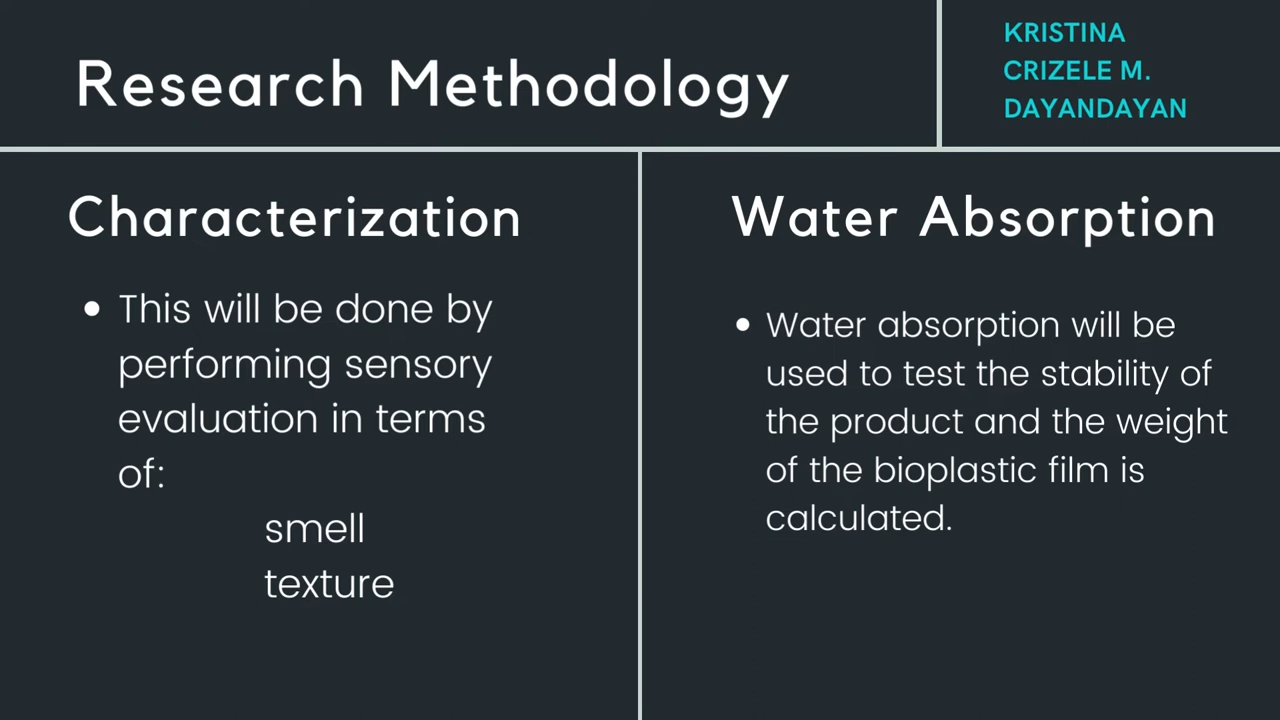 Research Methodology
KRISTINA
CRIZELE M.
DAYANDAYAN
Characterization
• This will be done by
performing sensory
evaluation in terms
of:
smell
texture
Water Absorption
• Water absorption will be
used to test the stability of
the product and the weight
of the bioplastic film is
calculated.